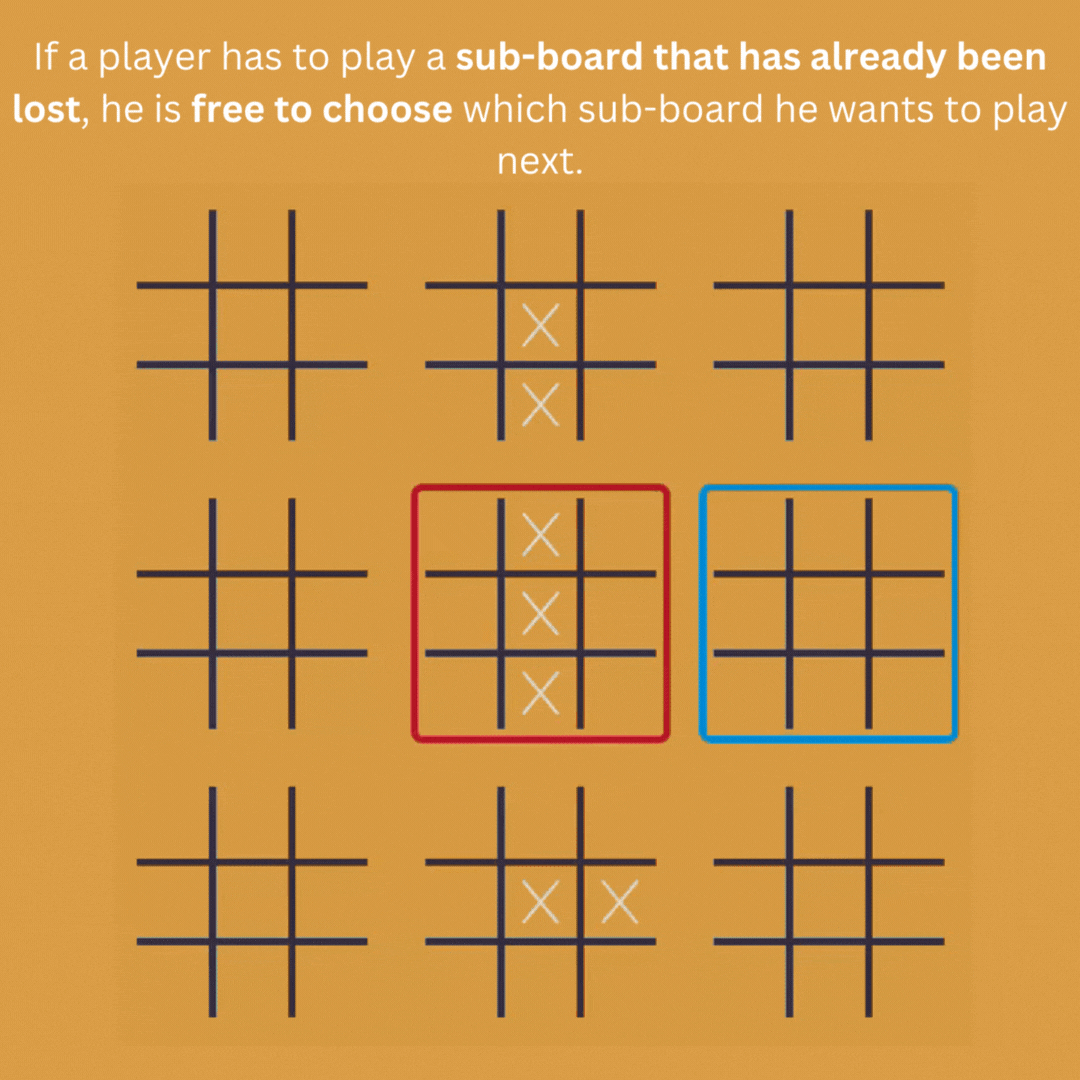 If a player has to play a sub-board that has already been
lost, he is free to choose which sub-board he wants to play
next.
X
X
X
X
X
X X